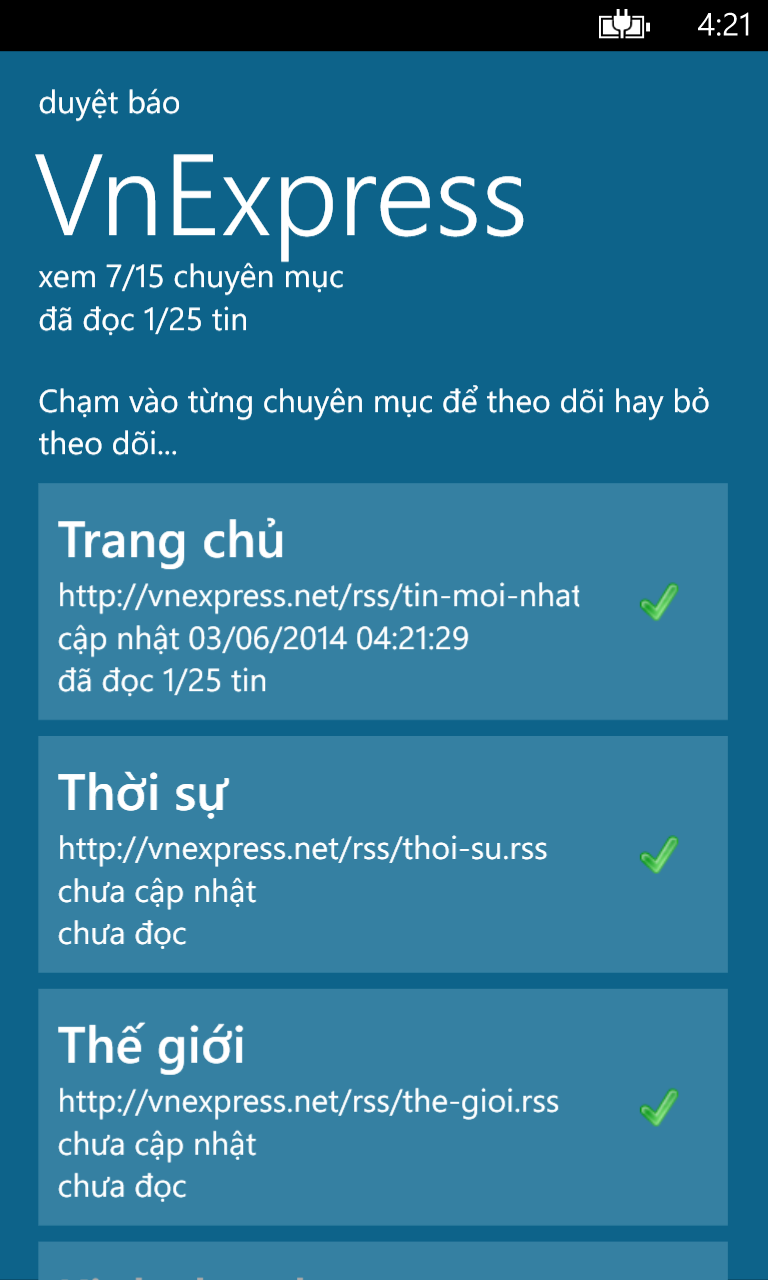 4:21
duyệt báo
VnExpress
xem 7/15 chuyên mục
đã đọc 1/25 tin
Chạm vào từng chuyên mục để theo dõi hay bỏ
theo dõi...
Trang chủ
http://vnexpress.net/rss/tin-moi-nhat
cập nhật 03/06/2014 04:21:29
đã đọc 1/25 tin
Thời sự
http://vnexpress.net/rss/thoi-su.rss
chưa cập nhật
chưa đọc
Thế giới
http://vnexpress.net/rss/the-gioi.rss
chưa cập nhật
chưa đọc